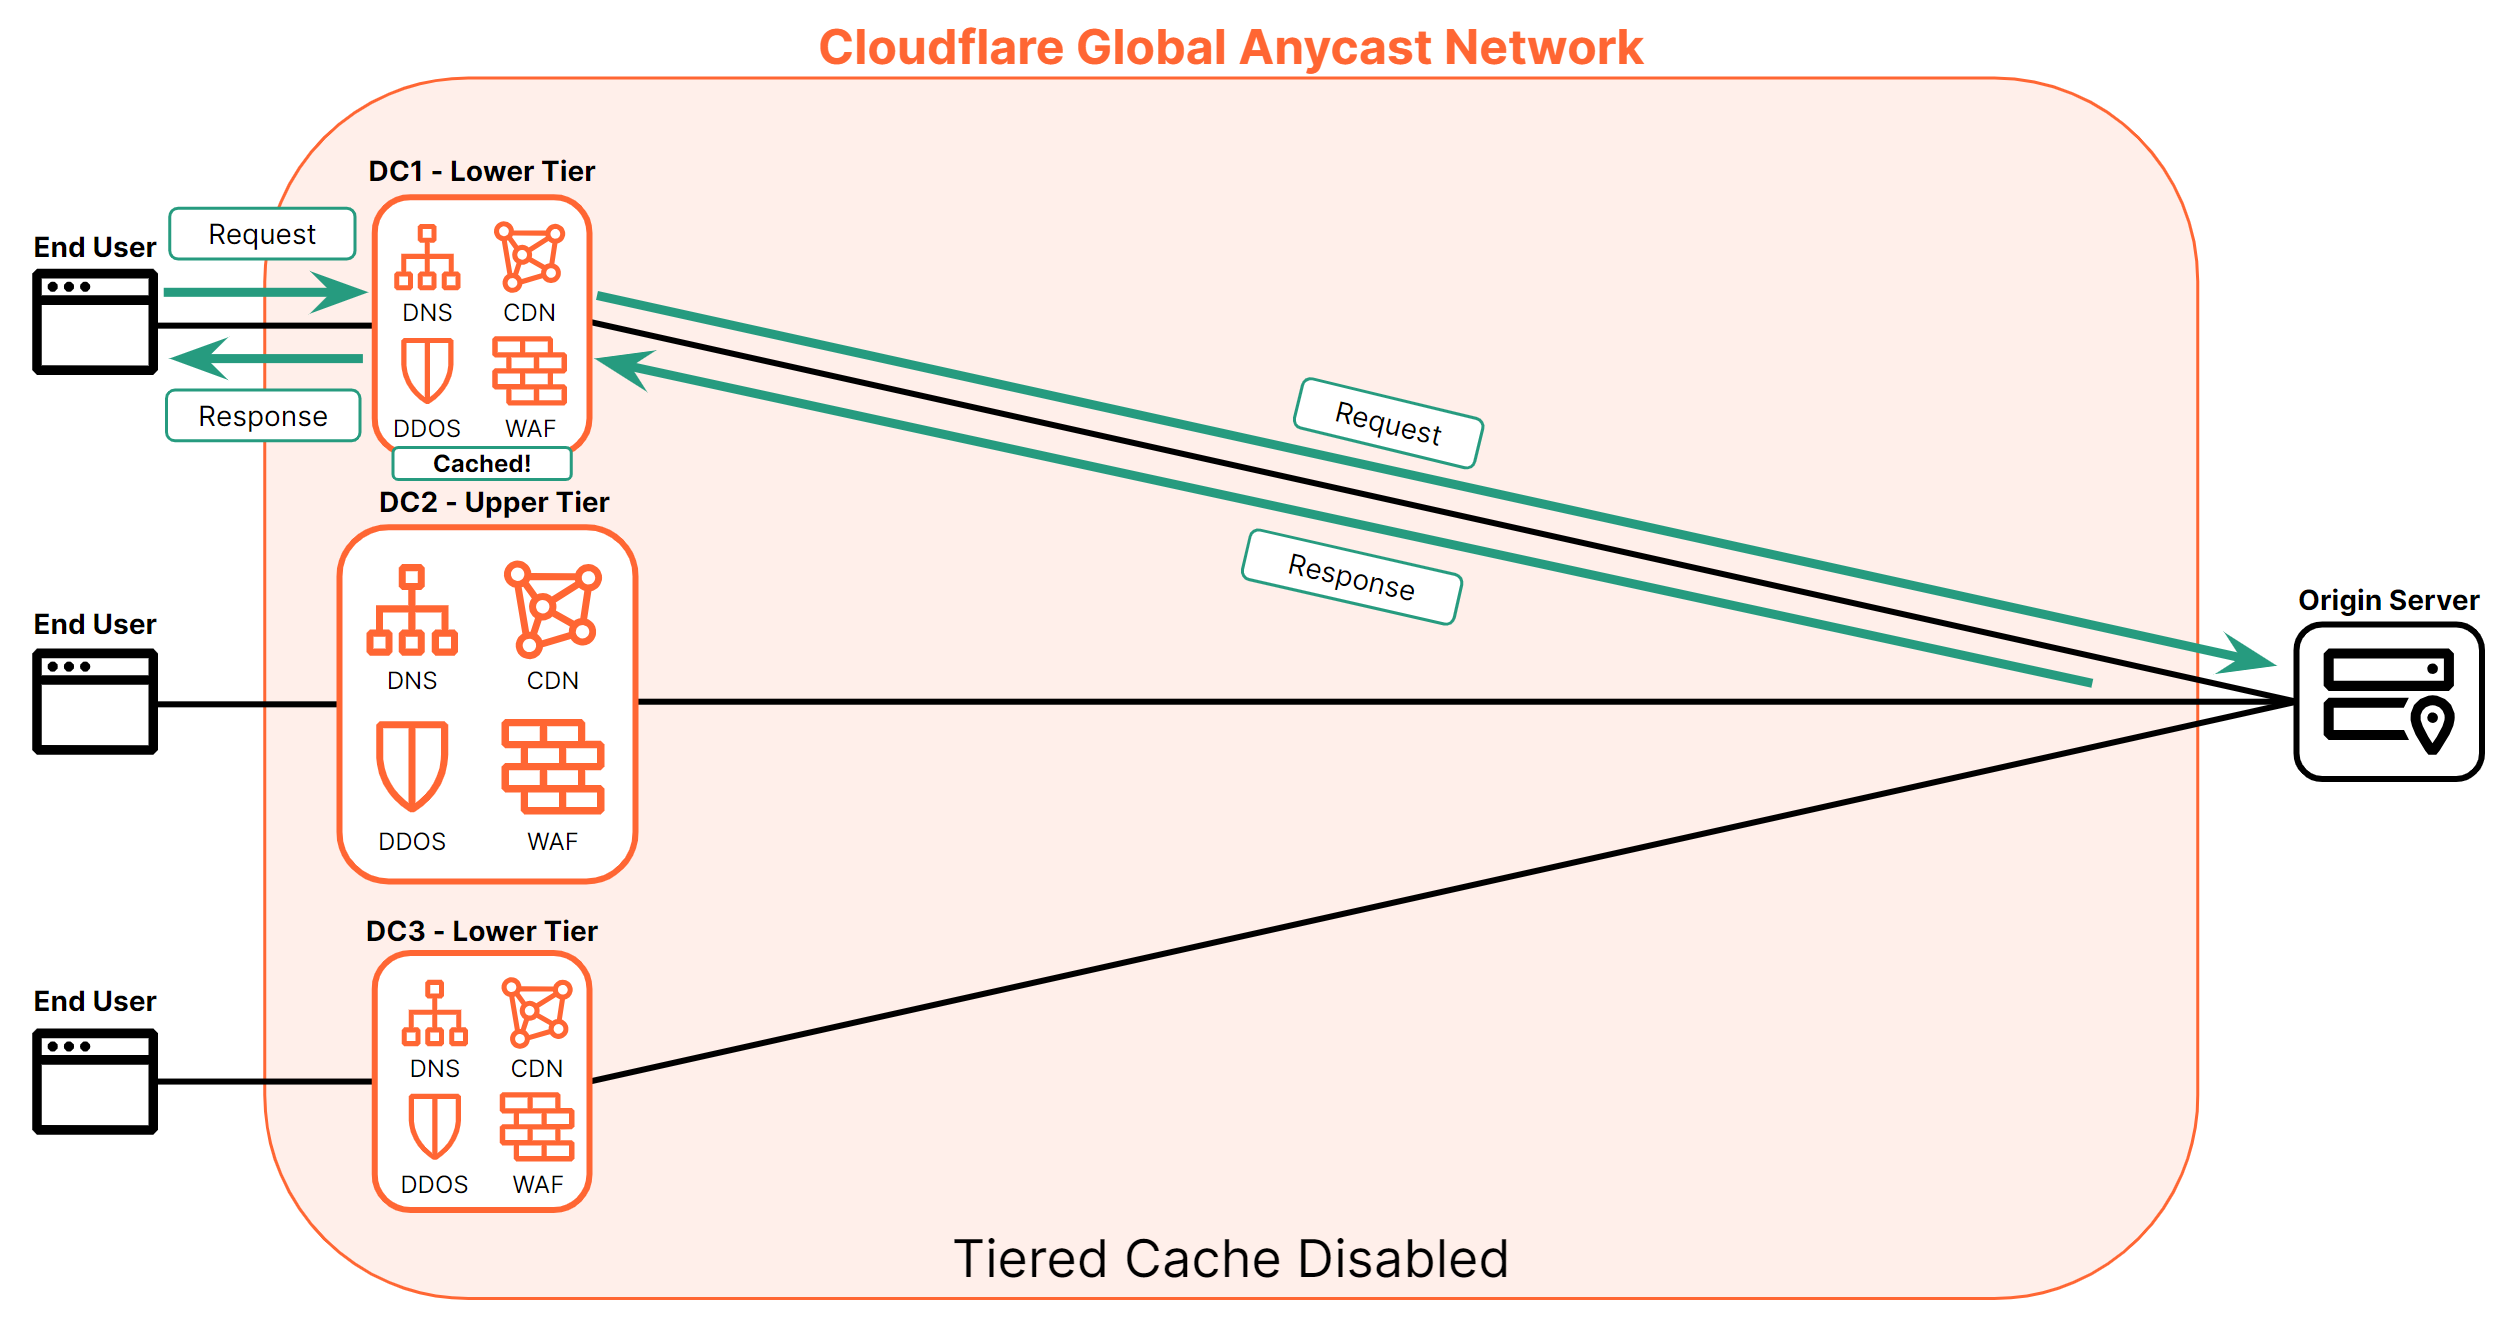 Cloudflare Global Anycast Network
DC1 - Lower Tier
Request
End User
DNS
CDN
Response
DDOS
WAF
Cached!
Request
Response
DC2 - Upper Tier
End User
DNS
CDN
DDOS
WAF
Origin Server
DC3 - Lower Tier
End User
DNS
CDN
DDOS
WAF
Tiered Cache Disabled